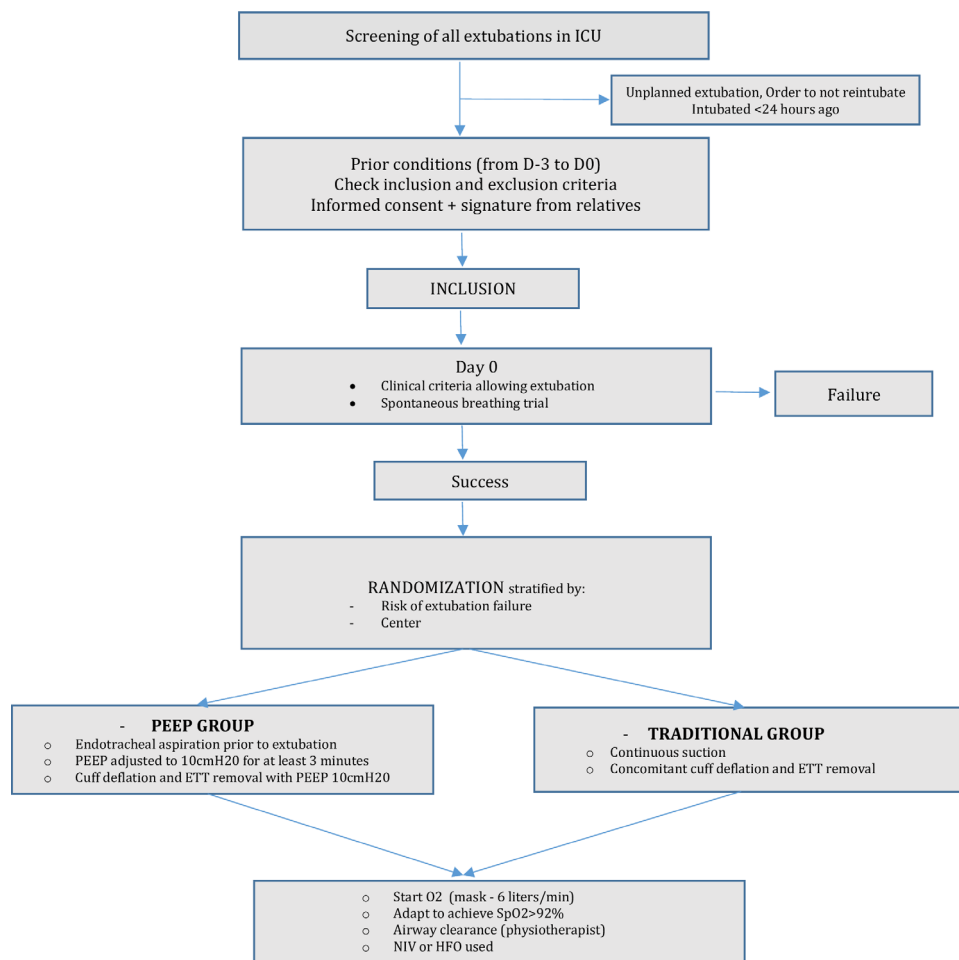 Screening of all extubations in ICU
Unplanned extubation, Order to not reintubate
Intubated <24 hours ago
Prior conditions (from D-3 to D0)
Check inclusion and exclusion criteria
Informed consent + signature from relatives
INCLUSION
Day 0
• Clinical criteria allowing extubation
• Spontaneous breathing trial
Failure
Success
RANDOMIZATION stratified by:
- Risk of extubation failure
- Center
- PEEP GROUP
o Endotracheal aspiration prior to extubation
o PEEP adjusted to 10cmH20 for at least 3 minutes
o Cuff deflation and ETT removal with PEEP 10cmH20
- TRADITIONAL GROUP
o Continuous suction
o Concomitant cuff deflation and ETT removal
o Start O2 (mask - 6 liters/min)
o Adapt to achieve SpO2>92%
o Airway clearance (physiotherapist)
o NIV or HFO used